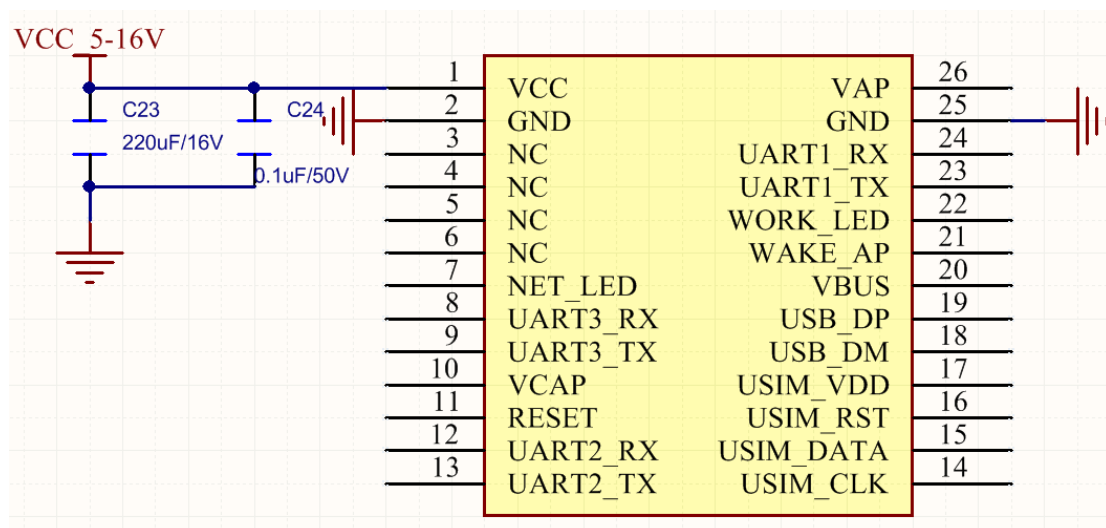 VCC 5-16V
C23
220uF/16V
C24
0.1uF/50V
1 VCC VAP 26
2 GND GND 25
3 NC UART1_RX 24
4 NC UART1_TX 23
5 NC WORK_LED 22
6 NC WAKE_AP 21
7 NET_LED VBUS 20
8 UART3_RX USB_DP 19
9 UART3_TX USB_DM 18
10 VCAP USIM_VDD 17
11 RESET USIM_RST 16
12 UART2_RX USIM_DATA 15
13 UART2_TX USIM_CLK 14